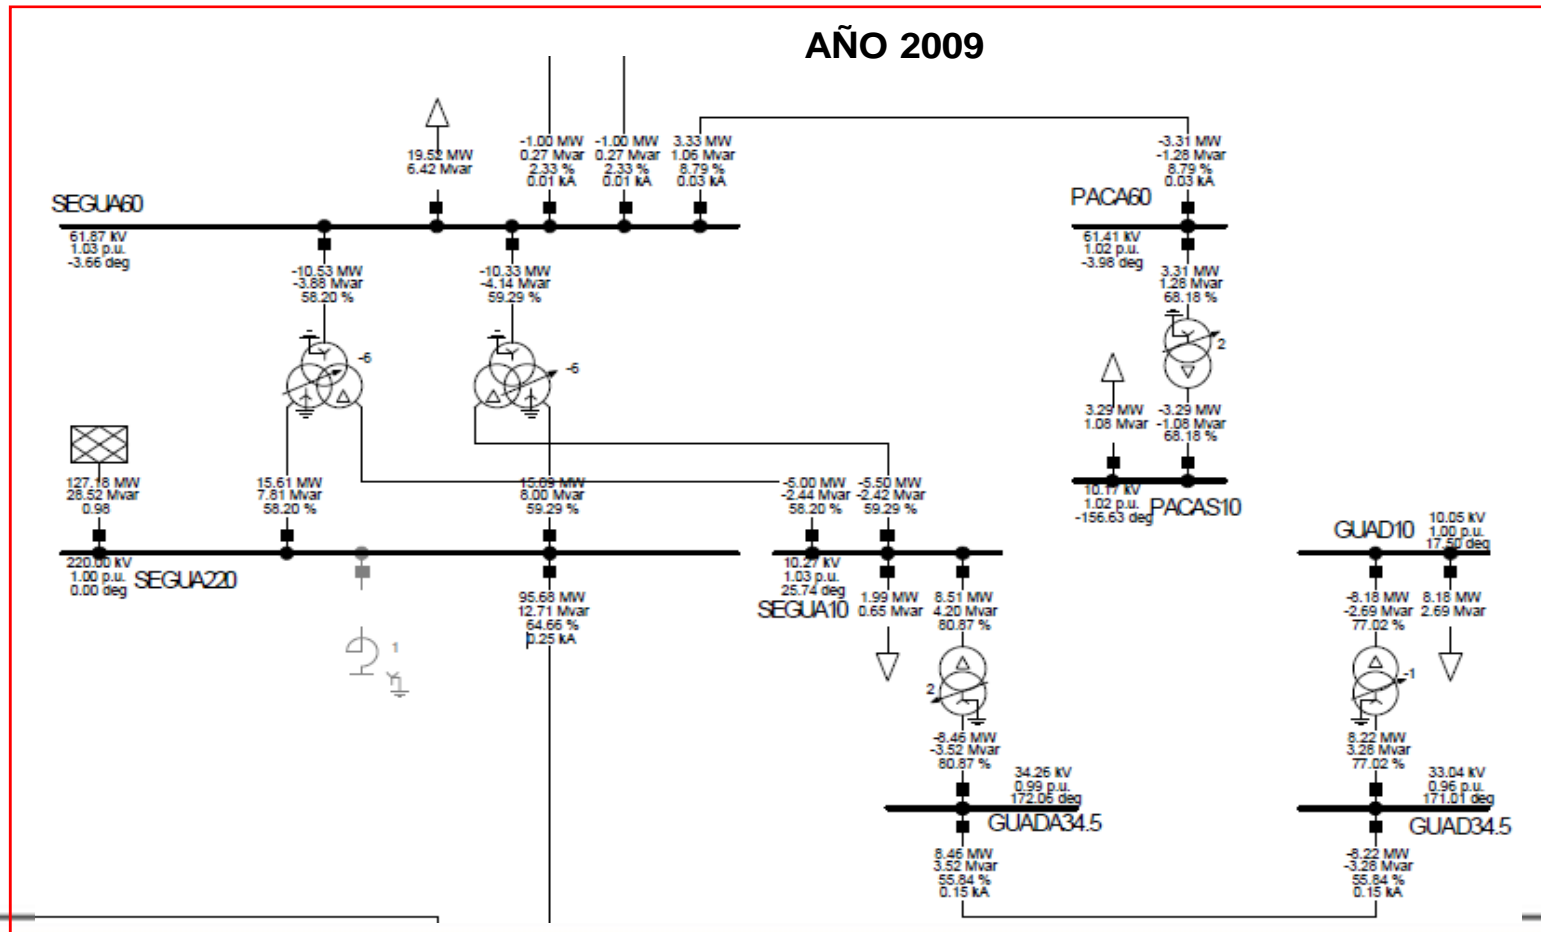 AÑO 2009
19.52 MW
6.42 Mvar
-1.00 MW
0.27 Mvar
2.33 %
0.01 kA
-1.00 MW
0.27 Mvar
2.33 %
0.01 kA
3.33 MW
1.06 Mvar
8.79 %
0.03 kA
-3.31 MW
-1.28 Mvar
8.79 %
0.03 kA
SEGUA60
61.87 kV
1.03 p.u.
-3.66 deg
PACA60
61.41 kV
1.02 p.u.
-3.98 deg
-10.53 MW
-3.88 Mvar
58.20 %
-10.33 MW
-4.14 Mvar
59.29 %
3.31 MW
1.28 Mvar
68.18 %
-6
-6
2
3.29 MW
1.08 Mvar
-3.29 MW
-1.08 Mvar
68.18 %
127.18 MW
28.52 Mvar
0.98
15.61 MW
7.81 Mvar
58.20 %
15.89 MW
8.00 Mvar
59.29 %
-5.00 MW
-2.44 Mvar
58.20 %
-5.50 MW
-2.42 Mvar
59.29 %
10.17 kV
1.02 p.u.
-156.63 deg
PACAS10
220.00 kV
1.00 p.u.
0.00 deg
SEGUA220
10.27 kV
1.03 p.u.
25.74 deg
SEGUA10
GUAD10
10.05 kV
1.00 p.u.
17.50 deg
95.68 MW
12.71 Mvar
64.66 %
0.25 kA
1.99 MW
0.65 Mvar
8.51 MW
4.20 Mvar
80.87 %
-8.18 MW
-2.69 Mvar
77.02 %
8.18 MW
2.69 Mvar
1
2
-1
-8.46 MW
-3.52 Mvar
80.87 %
8.22 MW
3.28 Mvar
77.02 %
34.26 kV
0.99 p.u.
172.06 deg
GUADA34.5
33.04 kV
0.96 p.u.
171.01 deg
GUAD34.5
8.46 MW
3.52 Mvar
55.84 %
0.15 kA
-8.22 MW
-3.28 Mvar
55.84 %
0.15 kA